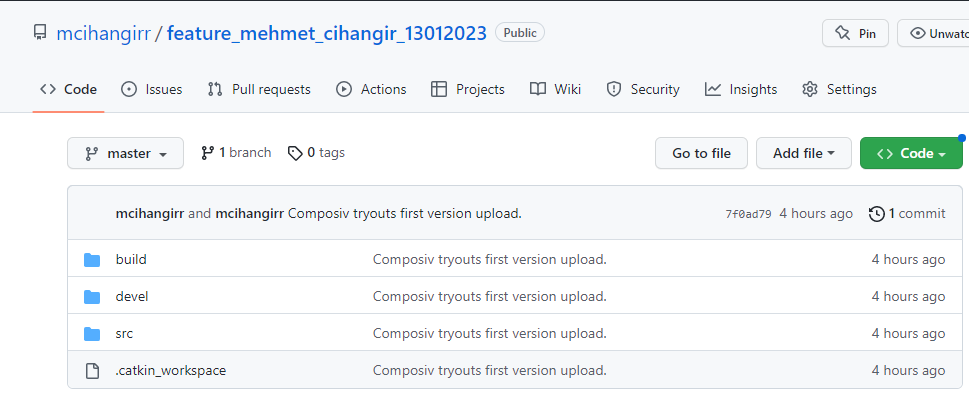 mcihangirr / feature_mehmet_cihangir_13012023 Public Pin Unwatc
Code Issues Pull requests Actions Projects Wiki Security Insights Settings
master 1 branch 0 tags Go to file Add file Code
mcihangirr and mcihangirr Composiv tryouts first version upload. 7f0ad79 4 hours ago 1 commit
build Composiv tryouts first version upload. 4 hours ago
devel Composiv tryouts first version upload. 4 hours ago
src Composiv tryouts first version upload. 4 hours ago
.catkin_workspace Composiv tryouts first version upload. 4 hours ago